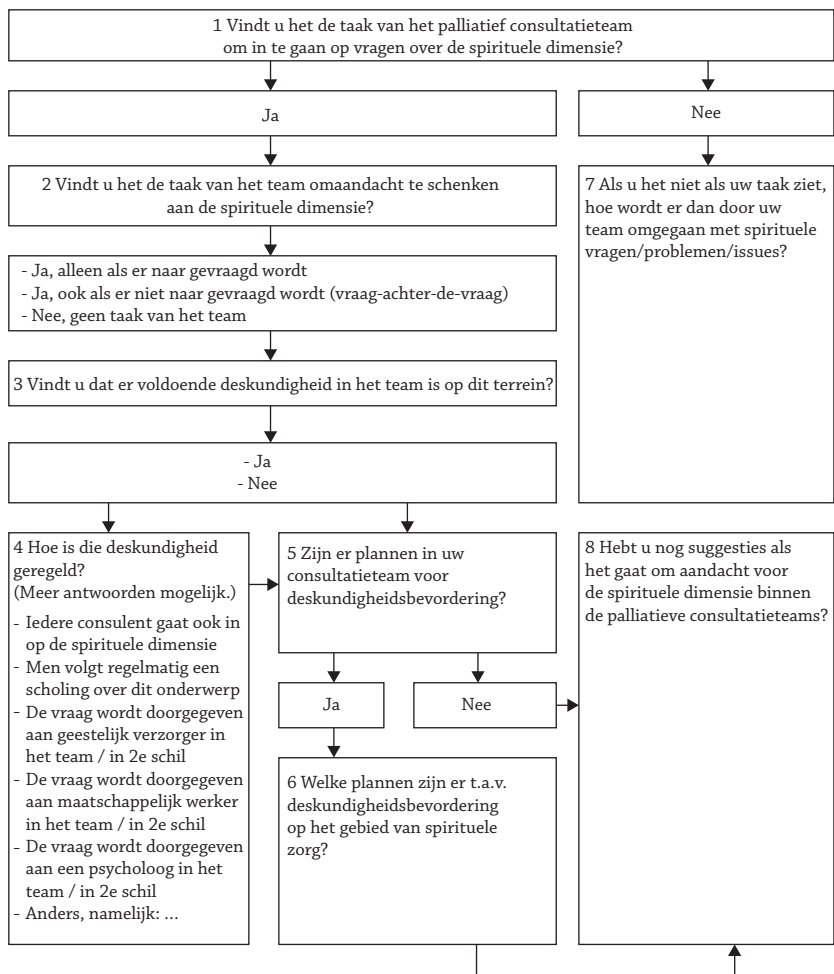 1 Vindt u het de taak van het palliatief consultatieteam
om in te gaan op vragen over de spirituele dimensie?
Ja
Nee
2 Vindt u het de taak van het team omaandacht te schenken
aan de spirituele dimensie?
- Ja, alleen als er naar gevraagd wordt
- Ja, ook als er niet naar gevraagd wordt (vraag-achter-de-vraag)
- Nee, geen taak van het team
3 Vindt u dat er voldoende deskundigheid in het team is op dit terrein?
- Ja
- Nee
7 Als u het niet als uw taak ziet,
hoe wordt er dan door uw
team omgegaan met spirituele
vragen/problemen/issues?
4 Hoe is die deskundigheid
geregeld?
(Meer antwoorden mogelijk.)
- Iedere consulent gaat ook in
op de spirituele dimensie
- Men volgt regelmatig een
scholing over dit onderwerp
- De vraag wordt doorgegeven
aan geestelijk verzorger in
het team / in 2e schil
- De vraag wordt doorgegeven
aan maatschappelijk werker
in het team / in 2e schil
- De vraag wordt doorgegeven
aan een psycholoog in het
team / in 2e schil
- Anders, namelijk: ...
5 Zijn er plannen in uw
consultatieteam voor
deskundigheidsbevordering?
Ja
Nee
6 Welke plannen zijn er t.a.v.
deskundigheidsbevordering
op het gebied van spirituele
zorg?
8 Hebt u nog suggesties als
het gaat om aandacht voor
de spirituele dimensie binnen
de palliatieve consultatieteams?